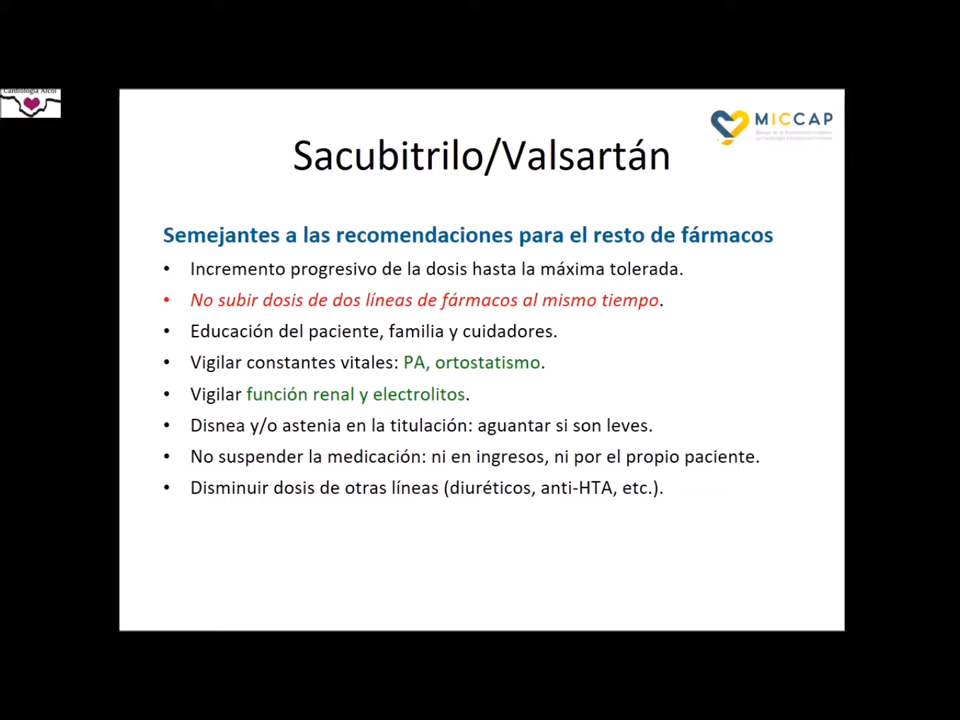 Cardiología Alcoi
MICCAP
Sacubitrilo/Valsartán
Semejantes a las recomendaciones para el resto de fármacos
• Incremento progresivo de la dosis hasta la máxima tolerada.
• No subir dosis de dos líneas de fármacos al mismo tiempo.
• Educación del paciente, familia y cuidadores.
• Vigilar constantes vitales: PA, ortostatismo.
• Vigilar función renal y electrolitos.
• Disnea y/o astenia en la titulación: aguantar si son leves.
• No suspender la medicación: ni en ingresos, ni por el propio paciente.
• Disminuir dosis de otras líneas (diuréticos, anti-HTA, etc.).